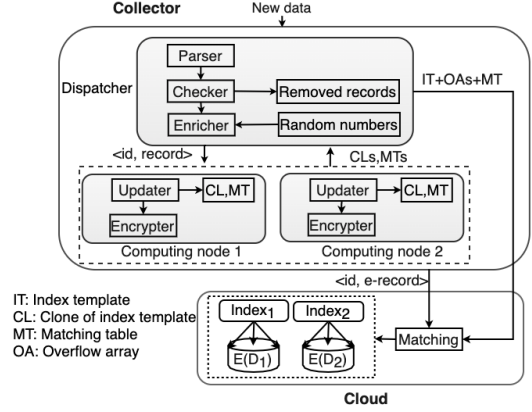 Collector
New data
Dispatcher
Parser
Checker
Removed records
Enricher
Random numbers
IT+OAs+MT
<id, record>
CLs,MTs
Updater
CL,MT
Encrypter
Computing node 1
Updater
CL,MT
Encrypter
Computing node 2
<id, e-record>
IT: Index template
CL: Clone of index template
MT: Matching table
OA: Overflow array
Index₁
Index₂
E(D₁)
E(D₂)
Matching
Cloud